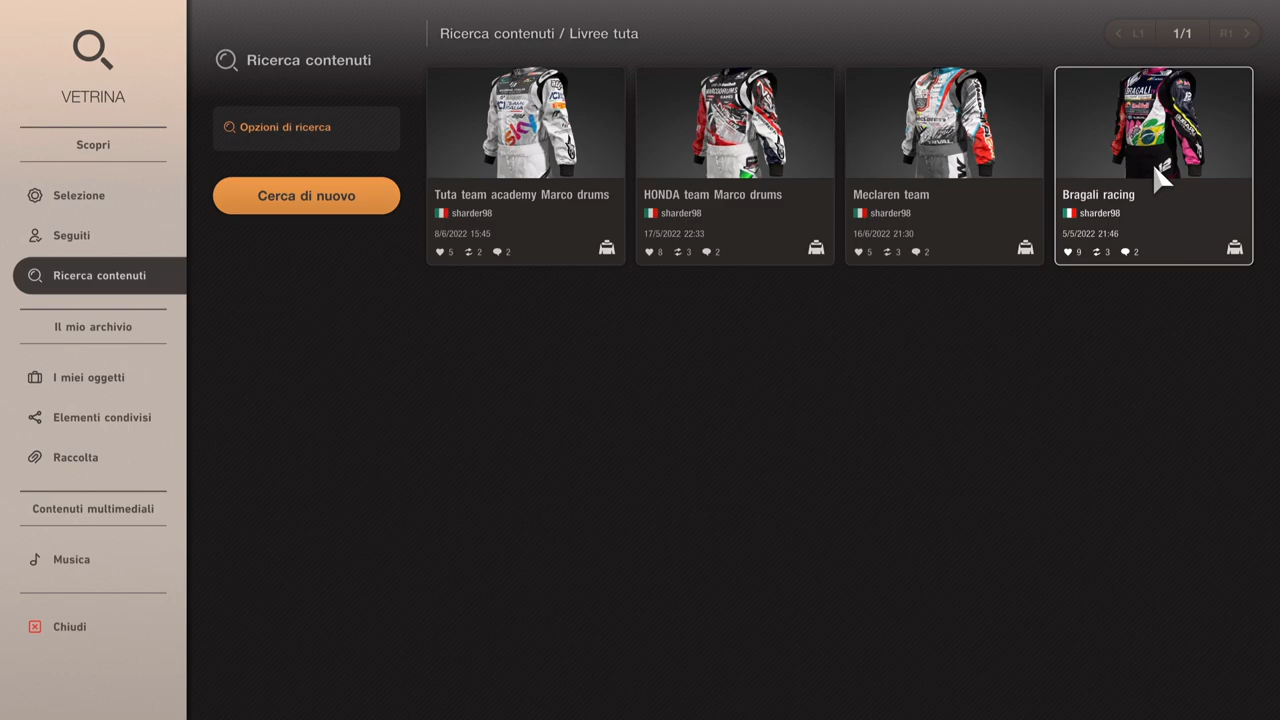 VETRINA
Scopri
Selezione
Seguiti
Ricerca contenuti
Il mio archivio
I miei oggetti
Elementi condivisi
Raccolta
Contenuti multimediali
Musica
Chiudi
Ricerca contenuti
Opzioni di ricerca
Cerca di nuovo
Ricerca contenuti / Livree tuta
L1
1/1
R1
Tuta team academy Marco drums
sharder98
8/6/2022 15:45
5 2 2
HONDA team Marco drums
sharder98
17/5/2022 22:33
8 3 2
Meclaren team
sharder98
16/6/2022 21:30
5 3 2
BRAGALI
Bragali racing
sharder98
5/5/2022 21:46
9 3 2